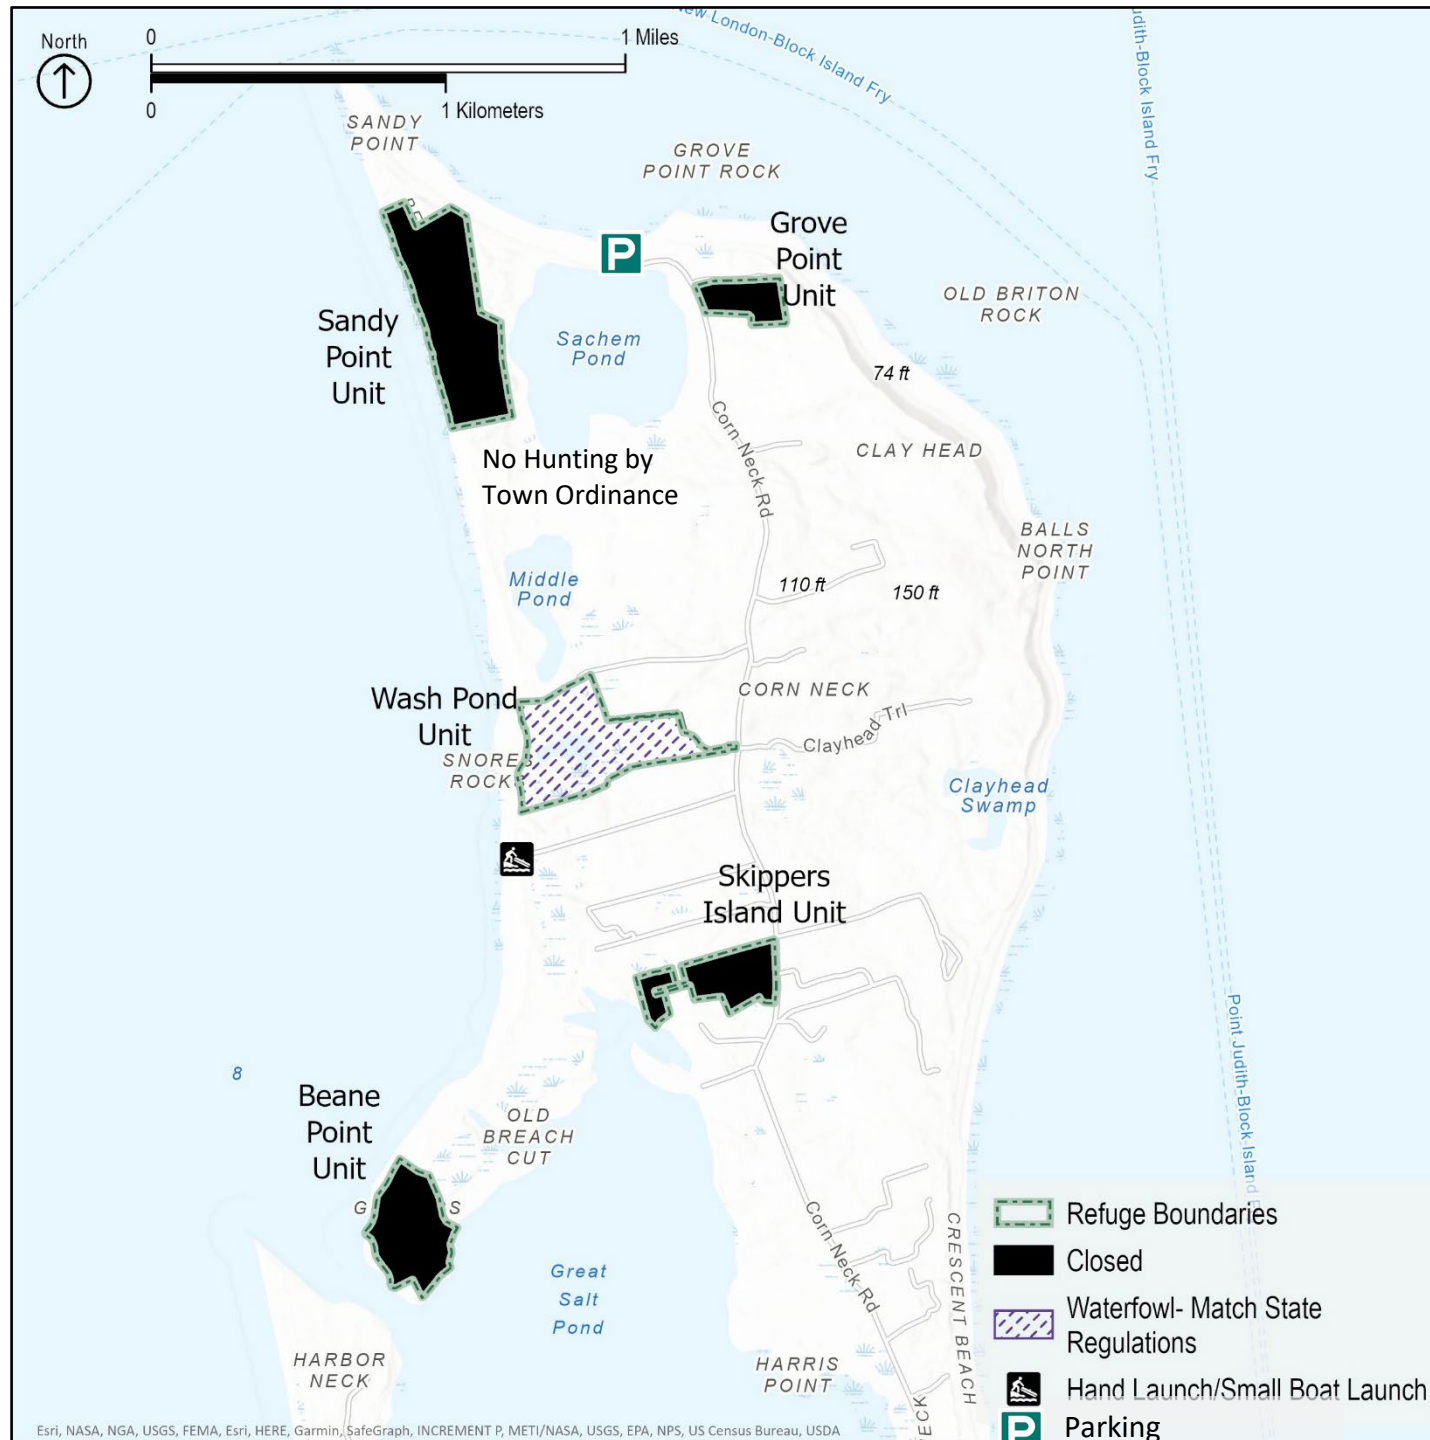 New London-Block Island Fry
Judith-Block Island Fry
North
0
1 Miles
0
1 Kilometers
SANDY
POINT
GROVE
POINT ROCK
Grove
Point
Unit
OLD BRITON
ROCK
Sandy
Point
Unit
P
Sachem
Pond
74 ft
Corn Neck Rd
CLAY HEAD
No Hunting by
Town Ordinance
BALLS
NORTH
POINT
Middle
Pond
110 ft
150 ft
Wash Pond
Unit
CORN NECK
Clayhead Trl
SNORES
ROCK
Clayhead
Swamp
Skippers
Island Unit
Point Judith-Block Island F
8
Beane
Point
Unit
OLD
BREACH
CUT
G
S
Great
Salt
Pond
Corn Neck Rd
CRESCENT BEACH
HARBOR
NECK
HARRIS
POINT
NECK
Refuge Boundaries
Closed
Waterfowl- Match State
Regulations
Hand Launch/Small Boat Launch
P Parking
Esri, NASA, NGA, USGS, FEMA, Esri, HERE, Garmin, SafeGraph, INCREMENT P, METI/NASA, USGS, EPA, NPS, US Census Bureau, USDA